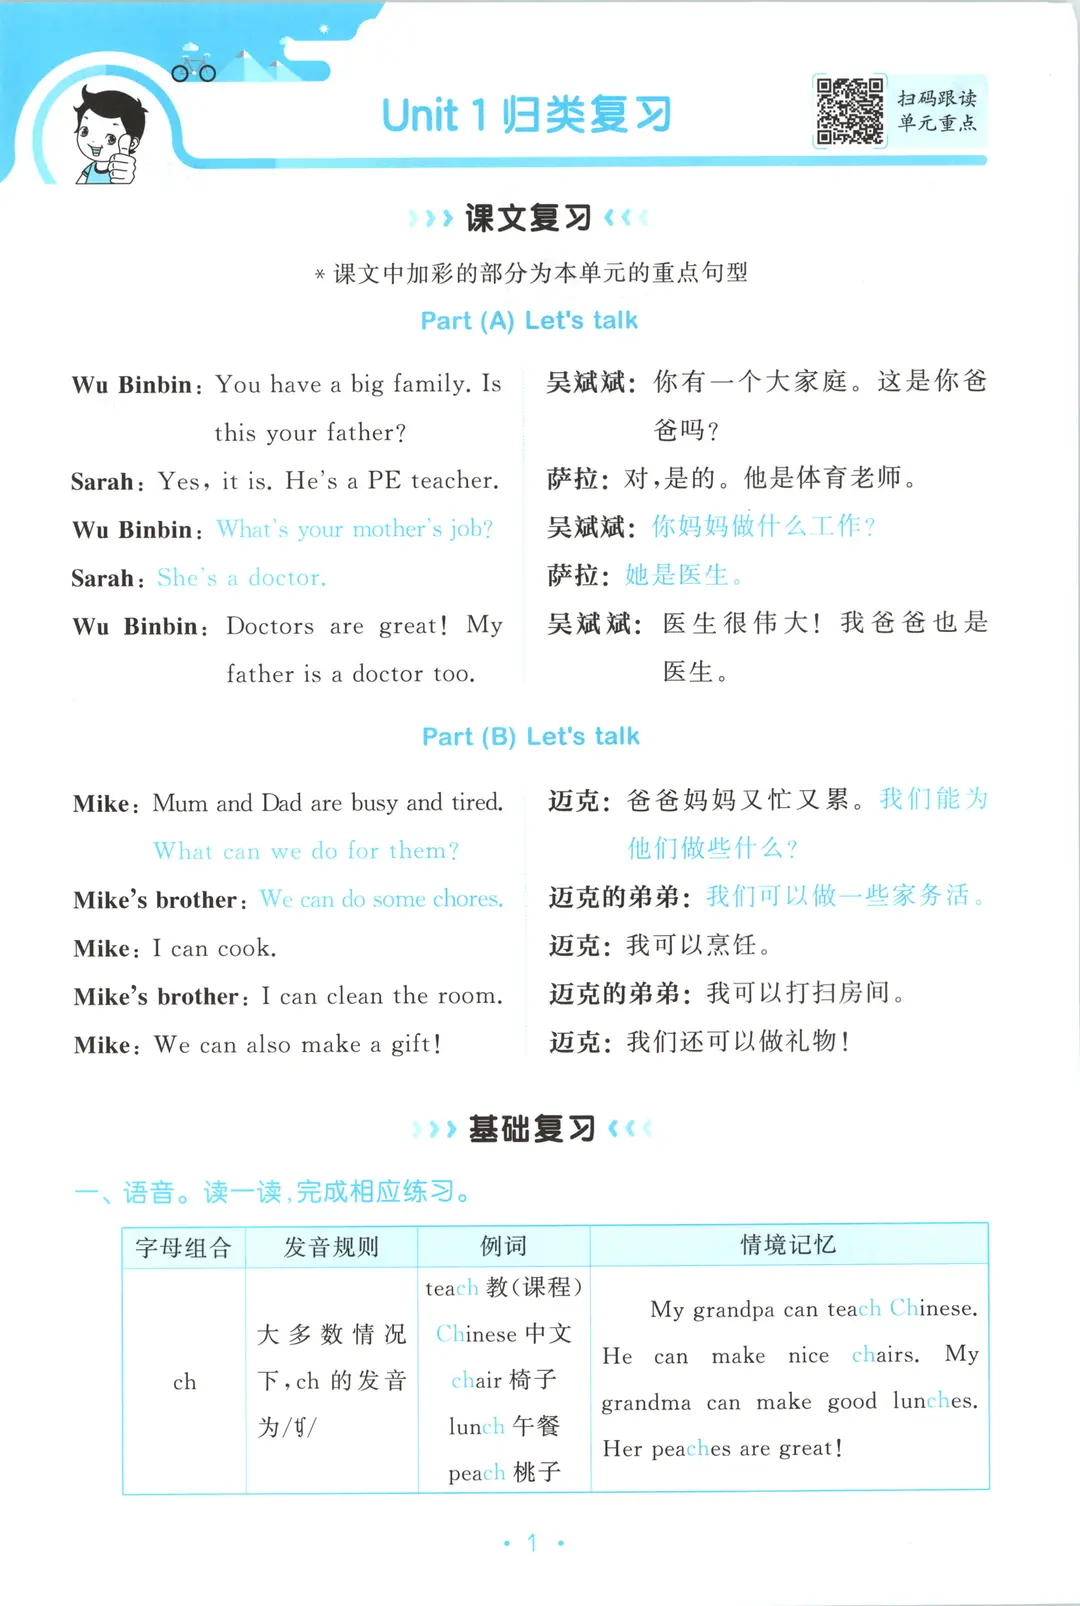 Unit 1 归类复习
扫码跟读
单元重点
课文复习
*课文中加彩的部分为本单元的重点句型
Part (A) Let's talk
Wu Binbin: You have a big family. Is
this your father?
Sarah: Yes, it is. He's a PE teacher.
Wu Binbin: What's your mother's job?
Sarah: She's a doctor.
Wu Binbin: Doctors are great! My
father is a doctor too.
吴斌斌：你有一个大家庭。这是你爸
爸吗？
萨拉：对，是的。他是体育老师。
吴斌斌：你妈妈做什么工作？
萨拉：她是医生。
吴斌斌：医生很伟大！我爸爸也是
医生。
Part (B) Let's talk
Mike: Mum and Dad are busy and tired.
What can we do for them?
Mike's brother: We can do some chores.
Mike: I can cook.
Mike's brother: I can clean the room.
Mike: We can also make a gift!
迈克：爸爸妈妈又忙又累。我们能为
他们做些什么？
迈克的弟弟：我们可以做一些家务活。
迈克：我可以烹饪。
迈克的弟弟：我可以打扫房间。
迈克：我们还可以做礼物！
基础复习
一、语音。读一读，完成相应练习。
字母组合 发音规则 例词 情境记忆
ch
大多数情况
下，ch 的发音
为/tʃ/
teach 教（课程）
Chinese 中文
chair 椅子
lunch 午餐
peach 桃子
My grandpa can teach Chinese.
He can make nice chairs. My
grandma can make good lunches.
Her peaches are great!
· 1 ·